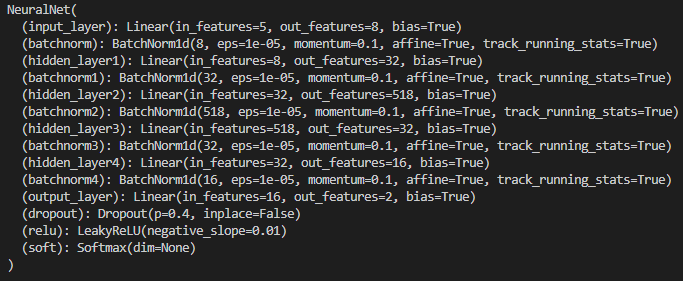 NeuralNet(
  (input_layer): Linear(in_features=5, out_features=8, bias=True)
  (batchnorm): BatchNorm1d(8, eps=1e-05, momentum=0.1, affine=True, track_running_stats=True)
  (hidden_layer1): Linear(in_features=8, out_features=32, bias=True)
  (batchnorm1): BatchNorm1d(32, eps=1e-05, momentum=0.1, affine=True, track_running_stats=True)
  (hidden_layer2): Linear(in_features=32, out_features=518, bias=True)
  (batchnorm2): BatchNorm1d(518, eps=1e-05, momentum=0.1, affine=True, track_running_stats=True)
  (hidden_layer3): Linear(in_features=518, out_features=32, bias=True)
  (batchnorm3): BatchNorm1d(32, eps=1e-05, momentum=0.1, affine=True, track_running_stats=True)
  (hidden_layer4): Linear(in_features=32, out_features=16, bias=True)
  (batchnorm4): BatchNorm1d(16, eps=1e-05, momentum=0.1, affine=True, track_running_stats=True)
  (output_layer): Linear(in_features=16, out_features=2, bias=True)
  (dropout): Dropout(p=0.4, inplace=False)
  (relu): LeakyReLU(negative_slope=0.01)
  (soft): Softmax(dim=None)
)